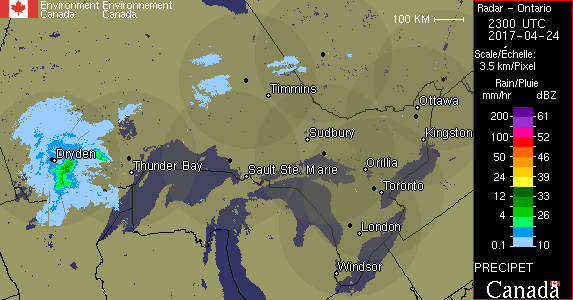 Environment Environnement
Canada Canada
100 KM
Timmins
Ottawa
Sudbury
Kingston
Dryden
Thunder Bay
Sault Ste. Marie
Orillia
Toronto
London
Windsor
Radar - Ontario
2300 UTC
2017-04-24
Scale/Échelle:
3.5 km/Pixel
Rain/Pluie
mm/hr dBZ
200 61
100 52
50 46
24 39
12 33
4 26
0.1 10
PRECIPET
Canada